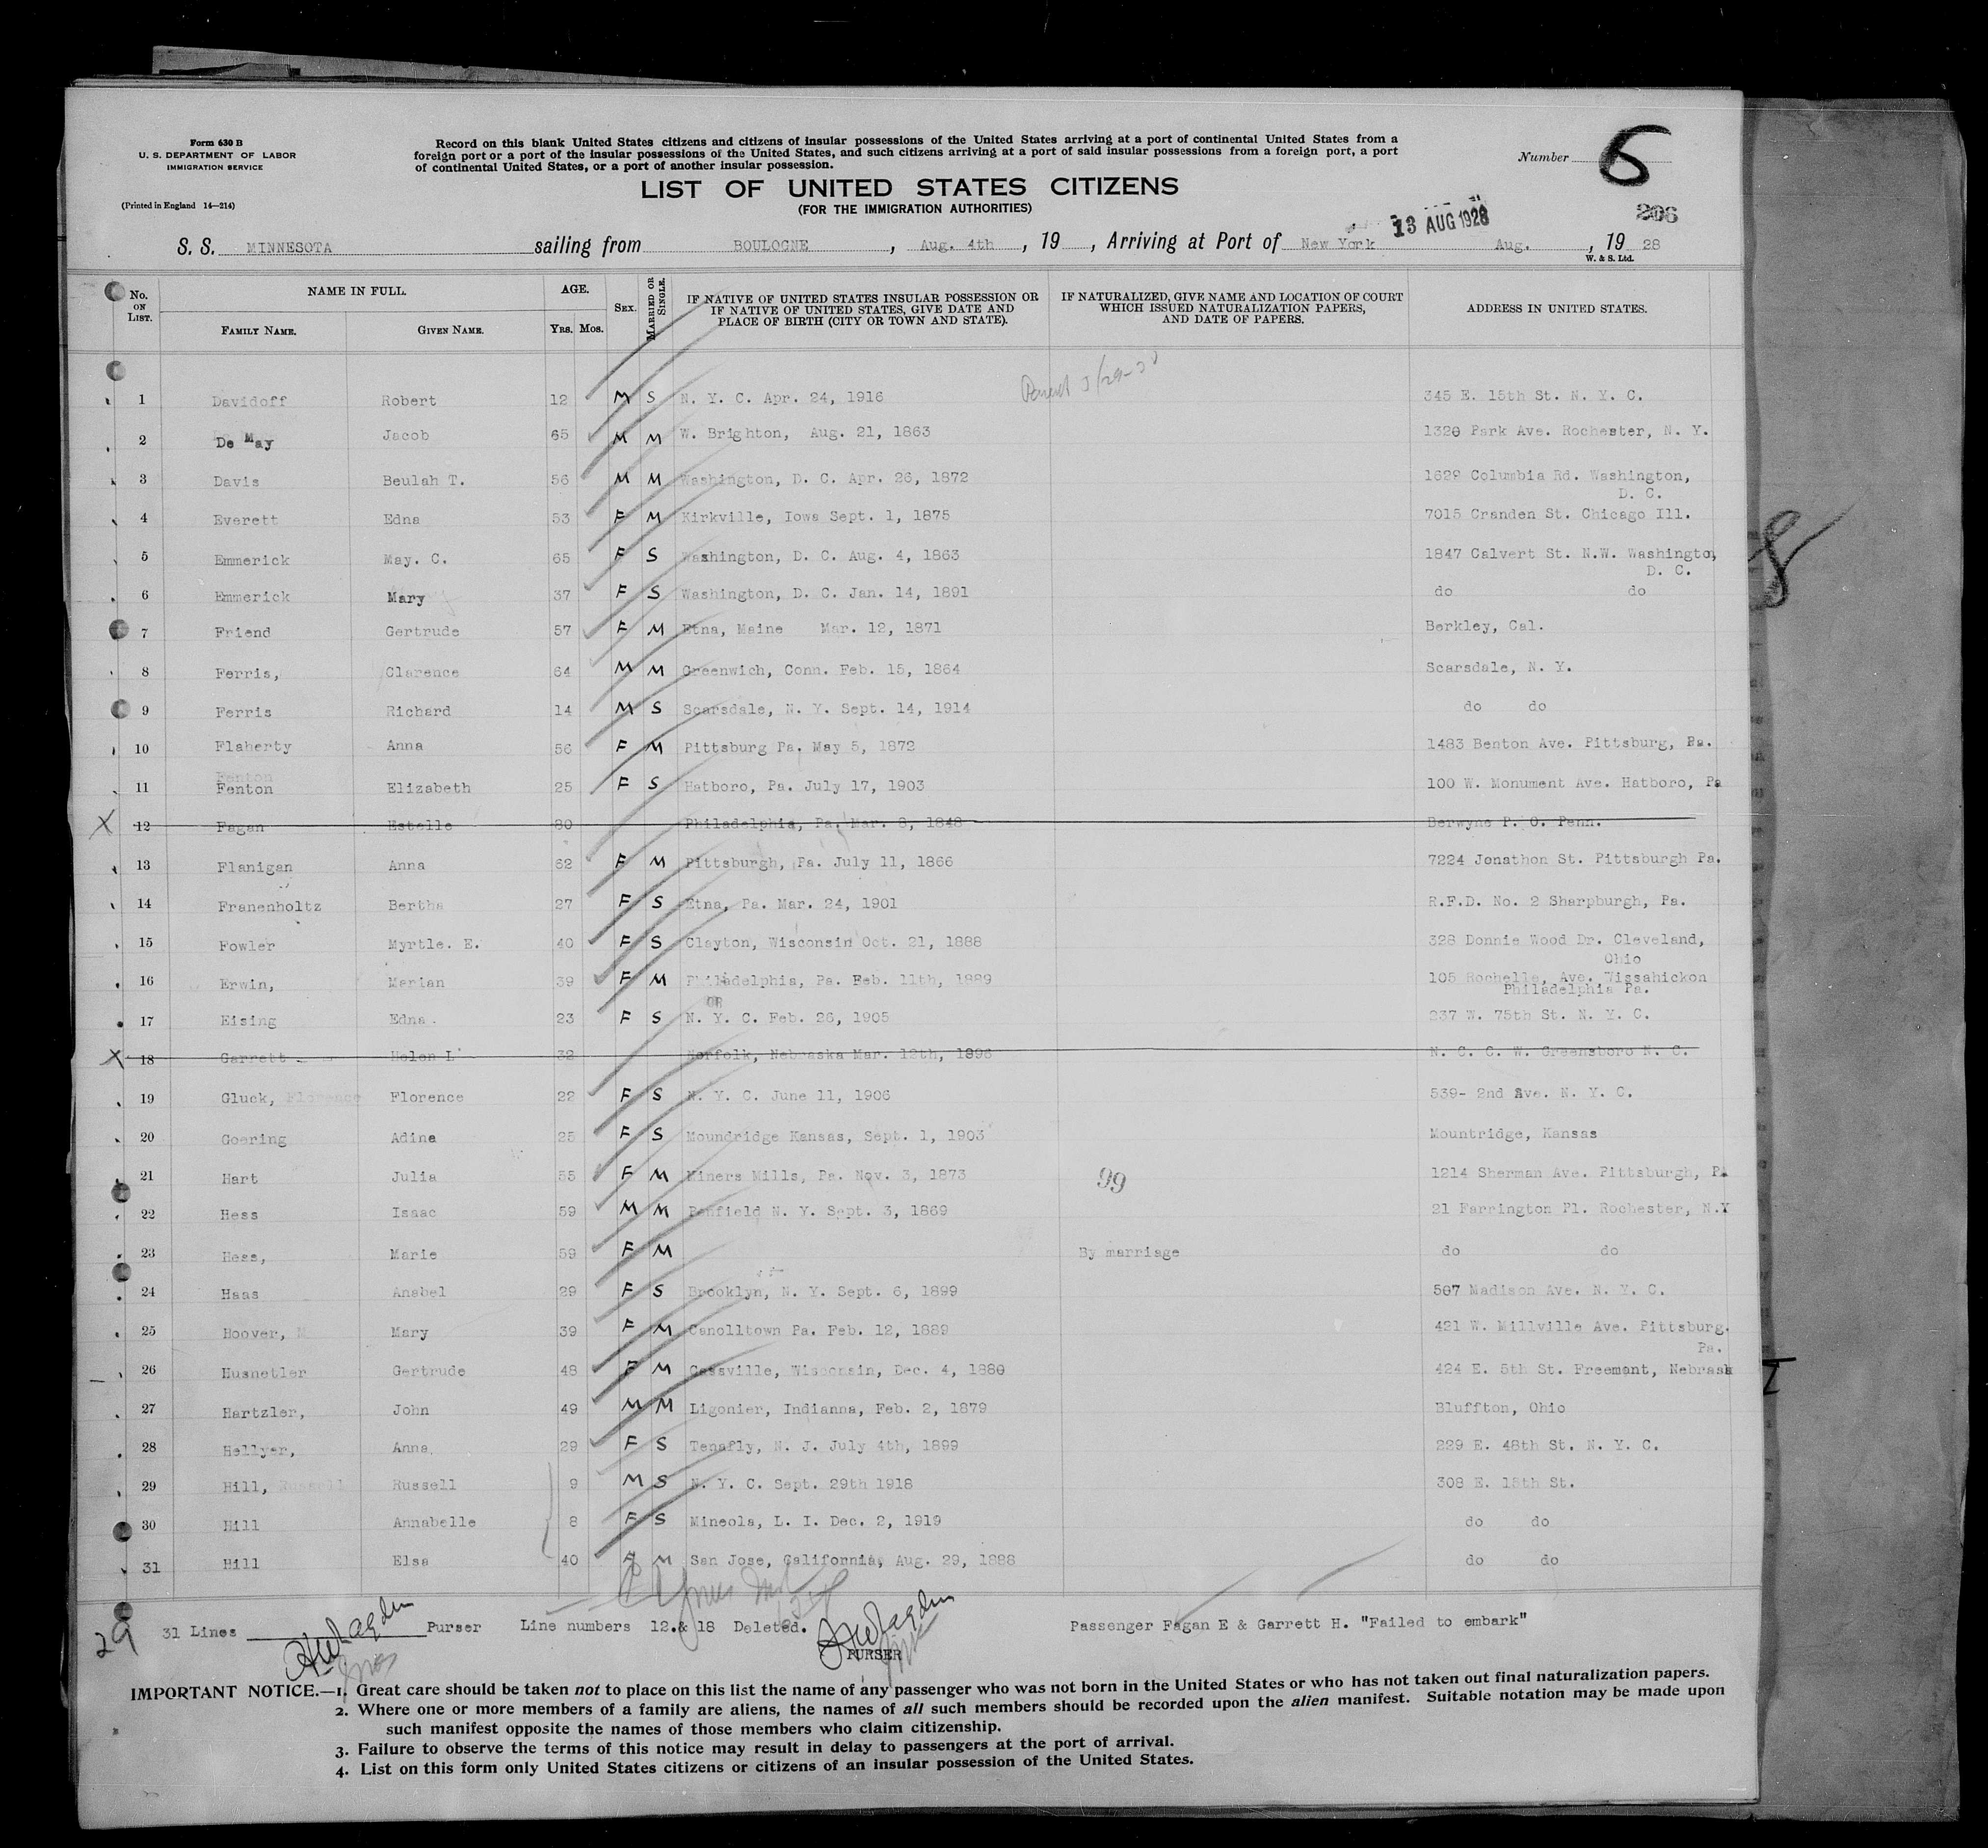 Form 630 B
U. S. DEPARTMENT OF LABOR
IMMIGRATION SERVICE
(Printed in England 14—214)
Record on this blank United States citizens and citizens of insular possessions of the United States arriving at a port of continental United States from a
foreign port or a port of the insular possessions of the United States, and such citizens arriving at a port of said insular possessions from a foreign port, a port
of continental United States, or a port of another insular possession.
Number 6
LIST OF UNITED STATES CITIZENS
(FOR THE IMMIGRATION AUTHORITIES)
206
13 AUG 1928
S. S. MINNESOTA sailing from BOULOGNE, Aug. 4th, 19 , Arriving at Port of New York Aug. , 19 28
W. & S. Ltd.
No. ON LIST. NAME IN FULL. AGE. SEX. MARRIED OR SINGLE. IF NATIVE OF UNITED STATES INSULAR POSSESSION OR IF NATIVE OF UNITED STATES, GIVE DATE AND PLACE OF BIRTH (CITY OR TOWN AND STATE). IF NATURALIZED, GIVE NAME AND LOCATION OF COURT WHICH ISSUED NATURALIZATION PAPERS, AND DATE OF PAPERS. ADDRESS IN UNITED STATES.
FAMILY NAME. GIVEN NAME. YRS. MOS.
1 Davidoff Robert 12 M S N. Y. C. Apr. 24, 1916 345 E. 15th St. N. Y. C.
2 De May Jacob 65 M M W. Brighton, Aug. 21, 1863 1320 Park Ave. Rochester, N. Y.
3 Davis Beulah T. 56 M M Washington, D. C. Apr. 26, 1872 1629 Columbia Rd. Washington,
D. C.
4 Everett Edna 53 F M Kirkville, Iowa Sept. 1, 1875 7015 Cranden St. Chicago Ill.
5 Emmerick May. C. 65 F S Washington, D. C. Aug. 4, 1863 1847 Calvert St. N.W. Washington,
D. C.
6 Emmerick Mary 37 F S Washington, D. C. Jan. 14, 1891 do do
7 Friend Gertrude 57 F M Etna, Maine Mar. 12, 1871 Berkley, Cal.
8 Ferris, Clarence 64 M M Greenwich, Conn. Feb. 15, 1864 Scarsdale, N. Y.
9 Ferris Richard 14 M S Scarsdale, N. Y. Sept. 14, 1914 do do
10 Flaherty Anna 56 F M Pittsburg Pa. May 5, 1872 1483 Benton Ave. Pittsburg, Pa.
11 Fenton Elizabeth 25 F S Hatboro, Pa. July 17, 1903 100 W. Monument Ave. Hatboro, Pa
X 12 Fagan Estelle 80 Philadelphia, Pa. Mar. 8, 1848 Berwyne P. O. Penn.
13 Flanigan Anna 62 F M Pittsburgh, Pa. July 11, 1866 7224 Jonathon St. Pittsburgh Pa.
14 Franenholtz Bertha 27 F S Etna, Pa. Mar. 24, 1901 R.F.D. No. 2 Sharpburgh, Pa.
15 Fowler Myrtle. E. 40 F S Clayton, Wisconsin Oct. 21, 1888 328 Donnie Wood Dr. Cleveland,
Ohio
16 Erwin, Marian 39 F M Philadelphia, Pa. Feb. 11th, 1889 105 Rochelle, Ave. Wissahickon
Philadelphia Pa.
17 Eising Edna. 23 F S N. Y. C. Feb. 26, 1905 237 W. 75th St. N. Y. C.
X 18 Garrett Helen L 32 Norfolk, Nebraska Mar. 12th, 1896 N. C. C. W. Greensboro N. C.
19 Gluck, Florence 22 F S N. Y. C. June 11, 1906 539- 2nd Ave. N. Y. C.
20 Goering Adina 25 F S Moundridge Kansas, Sept. 1, 1903 Mountridge, Kansas
21 Hart Julia 55 F M Miners Mills, Pa. Nov. 3, 1873 99 1214 Sherman Ave. Pittsburgh, Pa
22 Hess Isaac 59 M M Penfield N. Y. Sept. 3, 1869 21 Farrington Pl. Rochester, N.Y
23 Hess, Marie 59 F M By marriage do do
24 Haas Anabel 29 F S Brooklyn, N. Y. Sept. 6, 1899 507 Madison Ave. N. Y. C.
25 Hoover, Mary 39 F M Canolltown Pa. Feb. 12, 1889 421 W. Millville Ave. Pittsburg.
Pa.
26 Husnetler Gertrude 48 F M Cassville, Wisconsin, Dec. 4, 1880 424 E. 5th St. Freemont, Nebrask
27 Hartzler, John 49 M M Ligonier, Indianna, Feb. 2, 1879 Bluffton, Ohio
28 Hellyer, Anna. 29 F S Tenafly, N. J. July 4th, 1899 229 E. 48th St. N. Y. C.
29 Hill, Russell 9 M S N. Y. C. Sept. 29th 1918 308 E. 15th St.
30 Hill Annabelle 8 F S Mineola, L. I. Dec. 2, 1919 do do
31 Hill Elsa 40 F M San Jose, California, Aug. 29, 1888 do do
29 31 Lines Purser Line numbers 12.& 18 Deleted. Passenger Fagan E & Garrett H. "Failed to embark"
PURSER
IMPORTANT NOTICE.—1. Great care should be taken not to place on this list the name of any passenger who was not born in the United States or who has not taken out final naturalization papers.
2. Where one or more members of a family are aliens, the names of all such members should be recorded upon the alien manifest. Suitable notation may be made upon
such manifest opposite the names of those members who claim citizenship.
3. Failure to observe the terms of this notice may result in delay to passengers at the port of arrival.
4. List on this form only United States citizens or citizens of an insular possession of the United States.